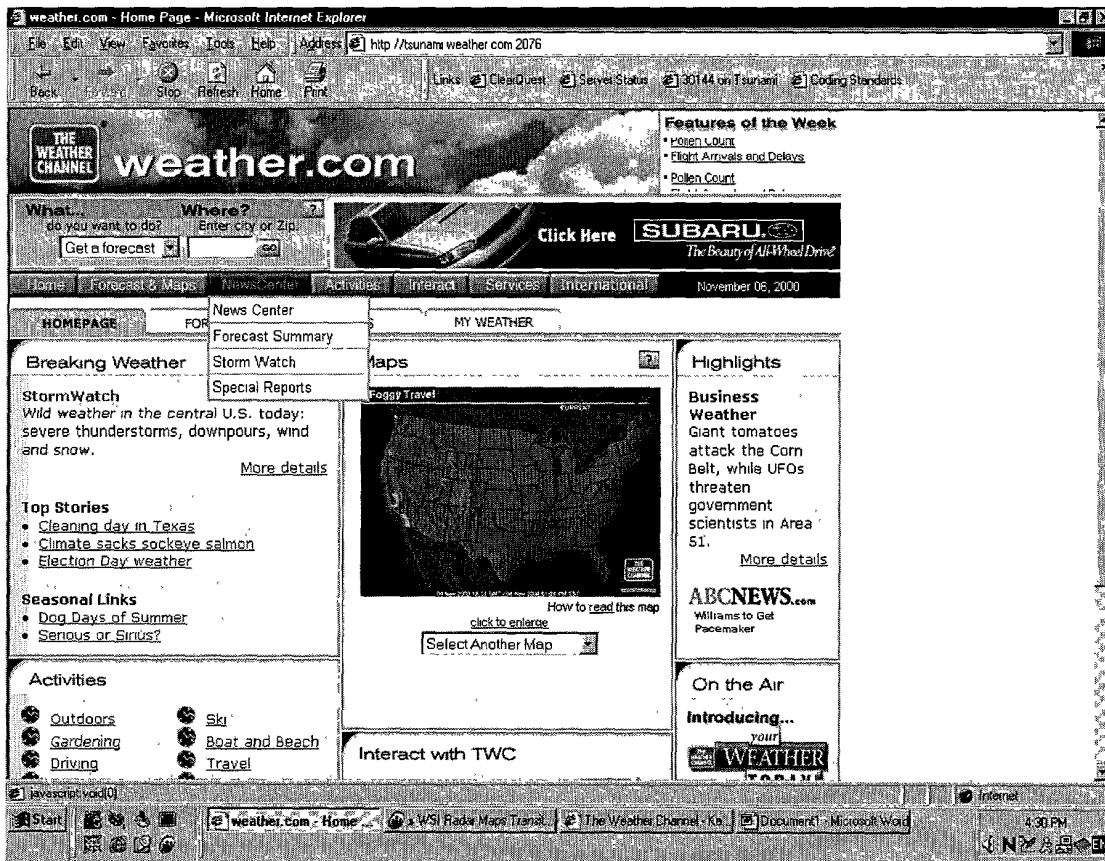 weather.com - Home Page - Microsoft Internet Explorer
File Edit View Favorites Tools Help Address http //tsunami weather com 2076
Back Forward Stop Refresh Home Print Links ClearQuest Server Status 30144 on Tsunami Coding Standards
THE WEATHER CHANNEL
weather.com
Features of the Week
• Pollen Count
• Flight Arrivals and Delays
• Pollen Count
What...
do you want to do?
Get a forecast
Where?
Enter city or Zip.
GO
?
Click Here
SUBARU.
The Beauty of All-Wheel Drive
Home Forecast & Maps NewsCenter Activities Interact Services International November 06, 2000
News Center
Forecast Summary
Storm Watch
Special Reports
HOMEPAGE FOR S MY WEATHER
Breaking Weather
StormWatch
Wild weather in the central U.S. today:
severe thunderstorms, downpours, wind
and snow.
More details
Top Stories
• Cleaning day in Texas
• Climate sacks sockeye salmon
• Election Day weather
Seasonal Links
• Dog Days of Summer
• Serious or Sirius?
Maps
?
Foggy Travel
CURRENT
THE WEATHER CHANNEL
How to read this map
click to enlarge
Select Another Map
Highlights
Business
Weather
Giant tomatoes
attack the Corn
Belt, while UFOs
threaten
government
scientists in Area
51.
More details
ABCNEWS.com
Williams to Get
Pacemaker
Activities
Outdoors
Gardening
Driving
Ski
Boat and Beach
Travel
Interact with TWC
On the Air
Introducing...
your
WEATHER
TODAY
javascript void(0) Internet
Start weather.com - Home ... WSI Radar Maps Transit... The Weather Channel - Ka... Document1 - Microsoft Word 4:30 PM
EN